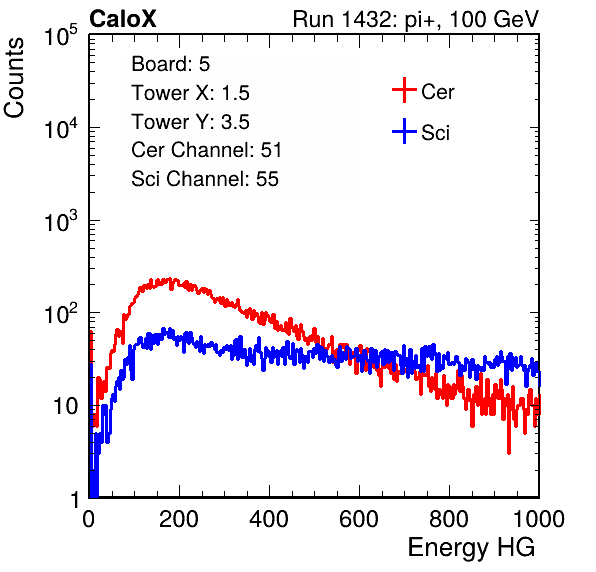 CaloX Run 1432: pi+, 100 GeV
Counts
10^5
10^4
10^3
10^2
10
1
Board: 5
Tower X: 1.5
Tower Y: 3.5
Cer Channel: 51
Sci Channel: 55
Cer
Sci
0 200 400 600 800 1000
Energy HG